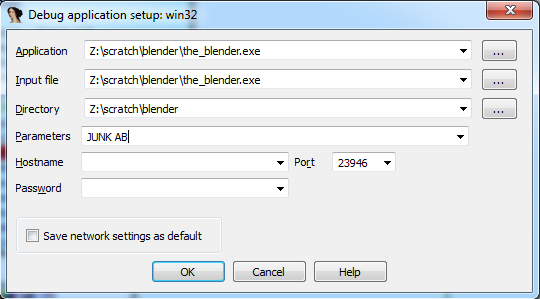 Debug application setup: win32
Application Z:\scratch\blender\the_blender.exe ...
Input file Z:\scratch\blender\the_blender.exe ...
Directory Z:\scratch\blender ...
Parameters JUNK AB
Hostname Port 23946
Password
Save network settings as default
OK Cancel Help